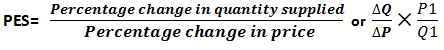 PES= Percentage change in quantity supplied / Percentage change in price or ΔQ/ΔP × P1/Q1